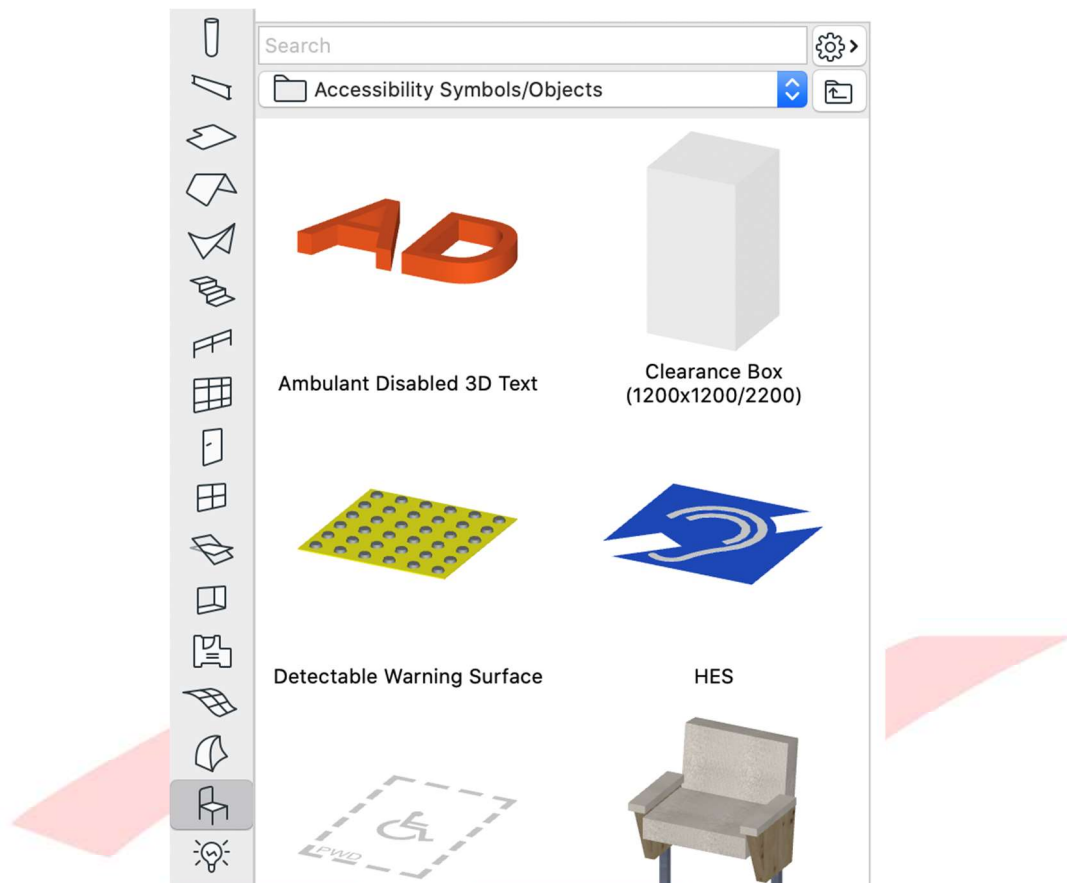 Search
Accessibility Symbols/Objects
AD
Ambulant Disabled 3D Text
Clearance Box
(1200x1200/2200)
Detectable Warning Surface
HES
PWD